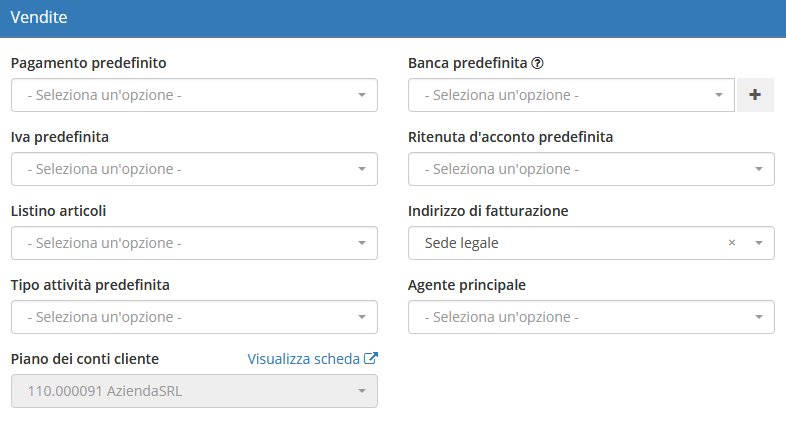 Vendite
Pagamento predefinito
- Seleziona un'opzione -
Banca predefinita
- Seleziona un'opzione -
Iva predefinita
- Seleziona un'opzione -
Ritenuta d'acconto predefinita
- Seleziona un'opzione -
Listino articoli
- Seleziona un'opzione -
Indirizzo di fatturazione
Sede legale ×
Tipo attività predefinita
- Seleziona un'opzione -
Agente principale
- Seleziona un'opzione -
Piano dei conti cliente
Visualizza scheda
110.000091 AziendaSRL